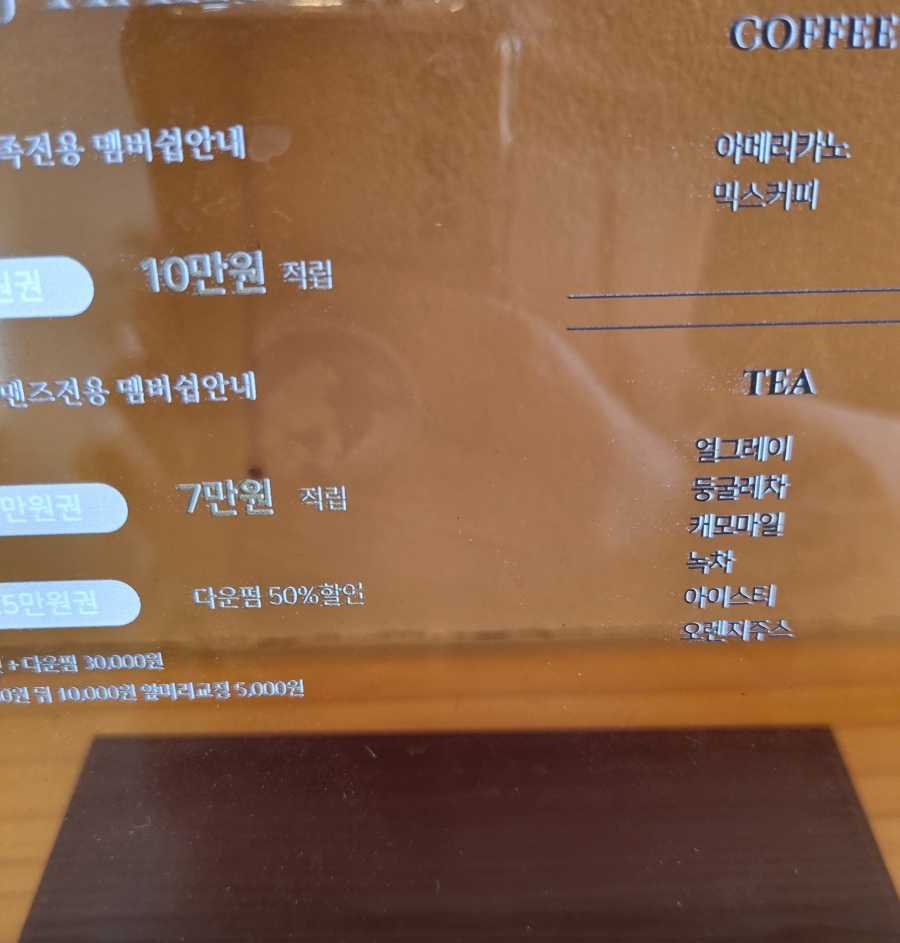 족전용 멤버쉽안내
원권 10만원 적립
맨즈전용 멤버쉽안내
만원권 7만원 적립
5만원권 다운펌 50%할인
+ 다운펌 30,000원
0원 뒤 10,000원 앞머리교정 5,000원
COFFEE
아메리카노
믹스커피
TEA
얼그레이
둥굴레차
캐모마일
녹차
아이스티
오렌지주스